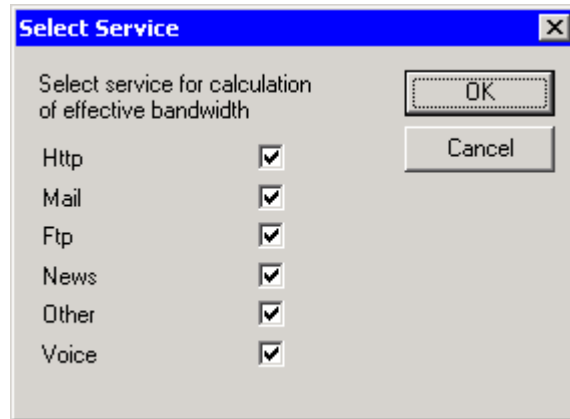 Select Service
Select service for calculation
of effective bandwidth
OK
Cancel
Http
Mail
Ftp
News
Other
Voice